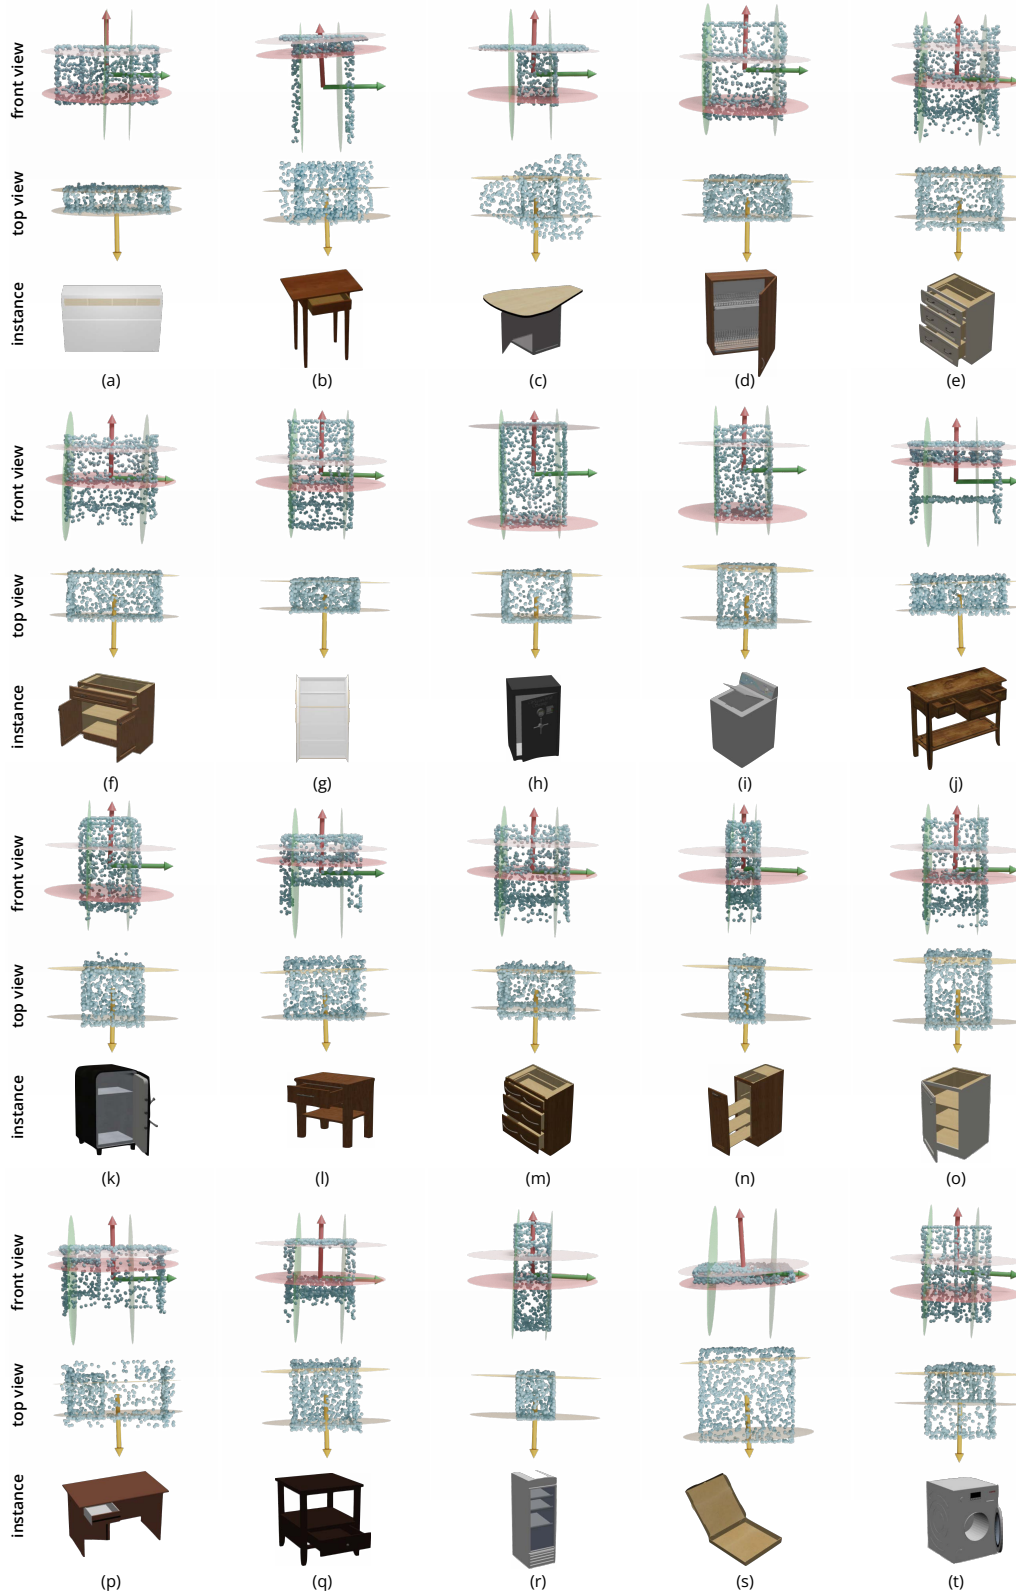 front view
top view
instance
(a) (b) (c) (d) (e)
front view
top view
instance
(f) (g) (h) (i) (j)
front view
top view
instance
(k) (l) (m) (n) (o)
front view
top view
instance
(p) (q) (r) (s) (t)